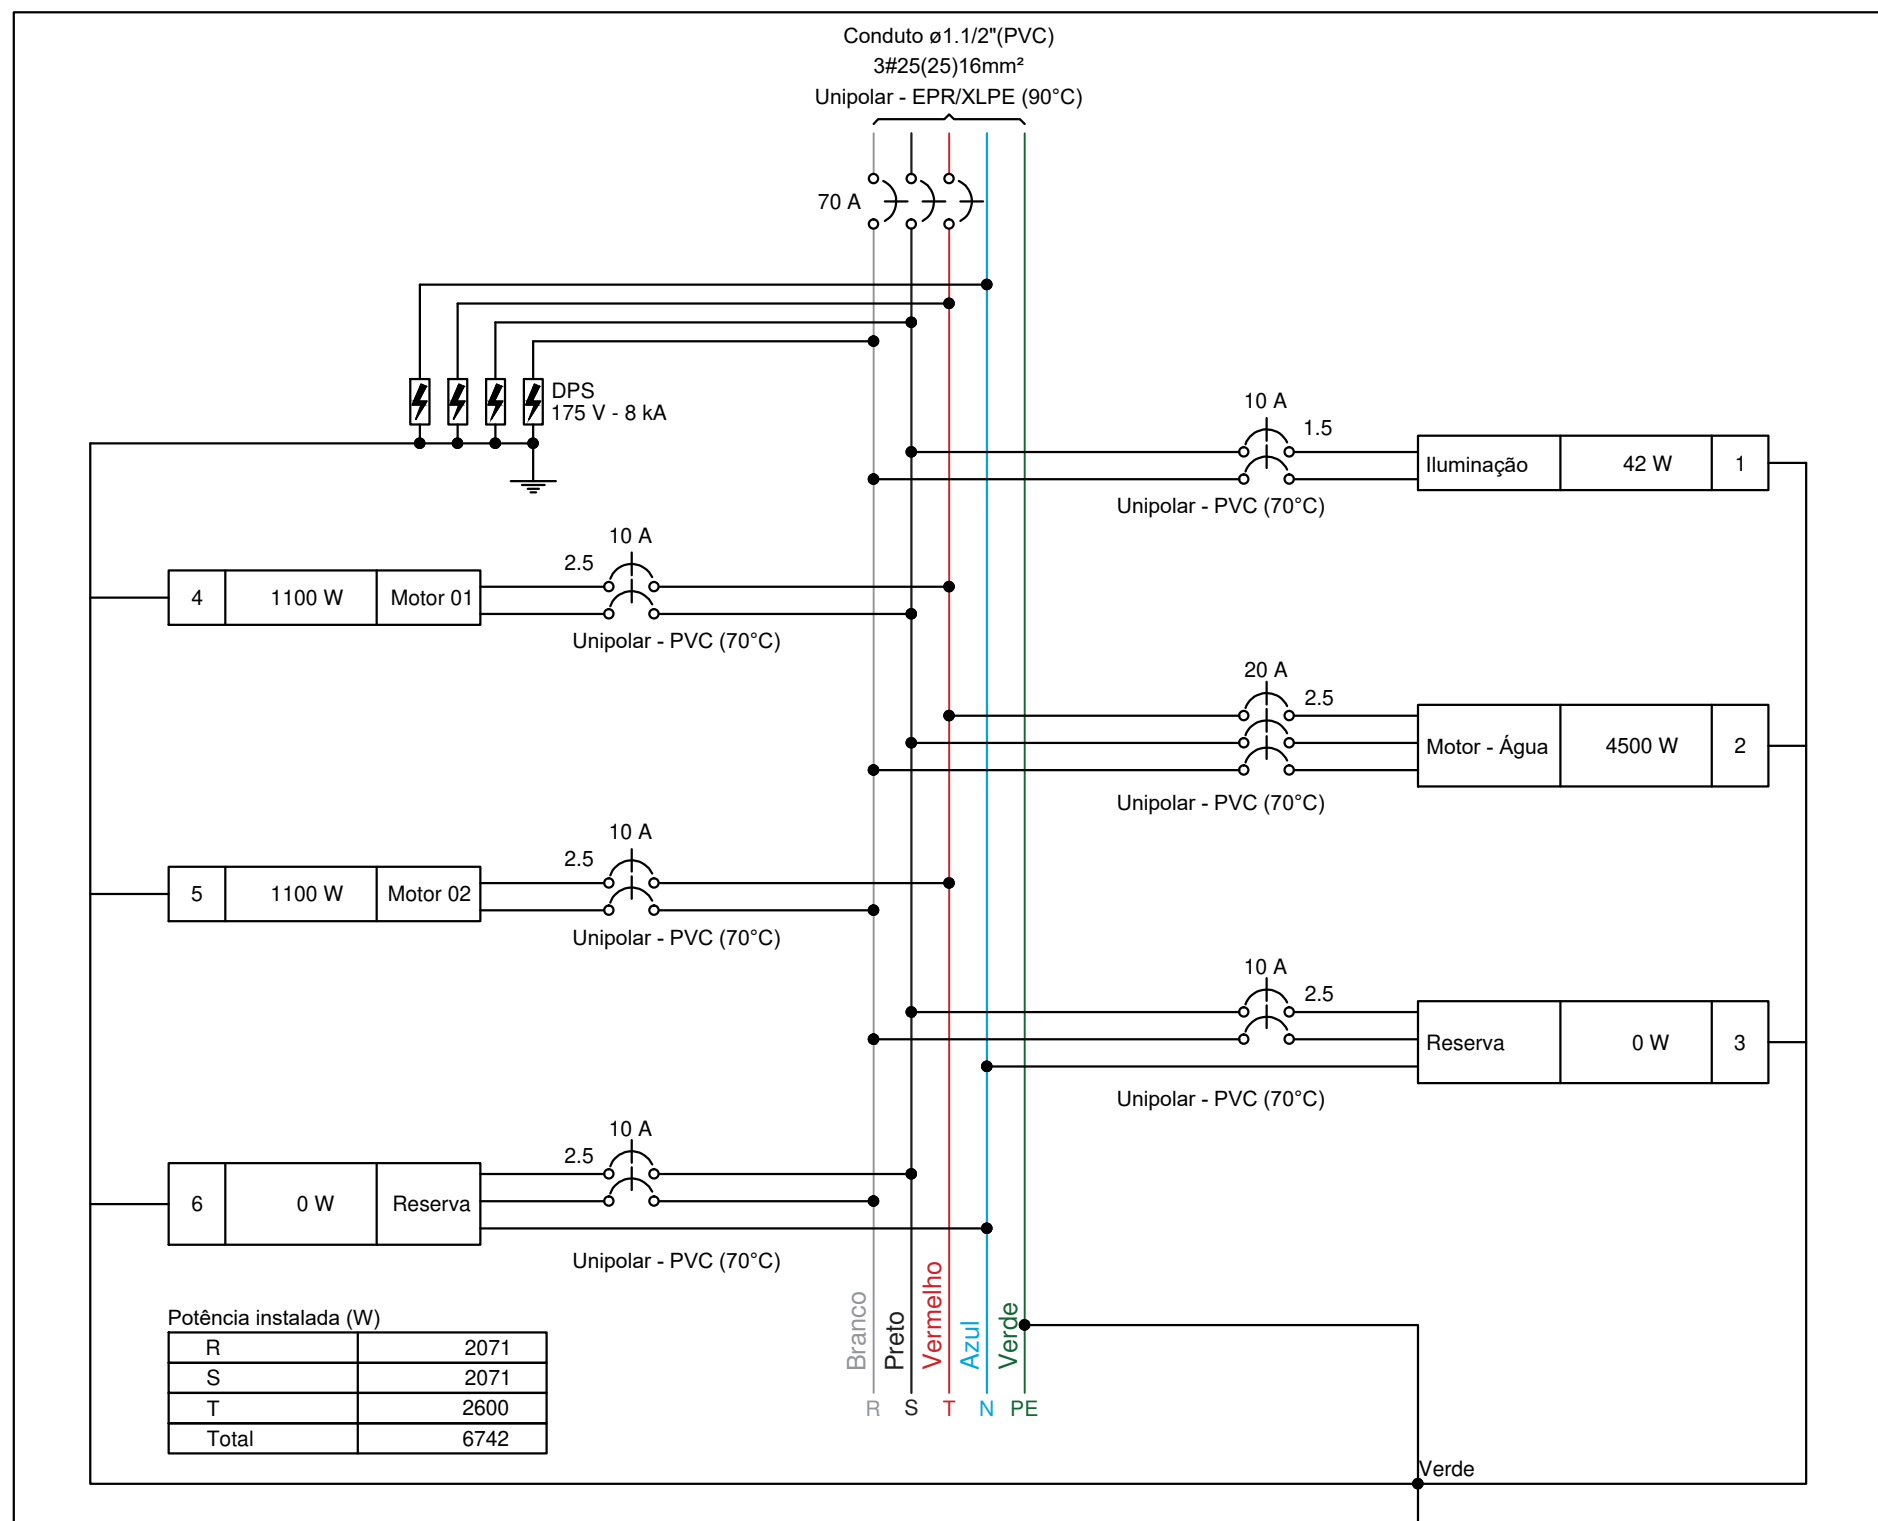 Conduto ø1.1/2"(PVC)
3#25(25)16mm²
Unipolar - EPR/XLPE (90°C)
70 A
DPS
175 V - 8 kA
10 A
1.5
Iluminação 42 W 1
Unipolar - PVC (70°C)
10 A
2.5
4 1100 W Motor 01
Unipolar - PVC (70°C)
20 A
2.5
Motor - Água 4500 W 2
Unipolar - PVC (70°C)
10 A
2.5
5 1100 W Motor 02
Unipolar - PVC (70°C)
10 A
2.5
Reserva 0 W 3
Unipolar - PVC (70°C)
10 A
2.5
6 0 W Reserva
Unipolar - PVC (70°C)
Potência instalada (W)
R 2071
S 2071
T 2600
Total 6742
Branco
Preto
Vermelho
Azul
Verde
R S T N PE
Verde